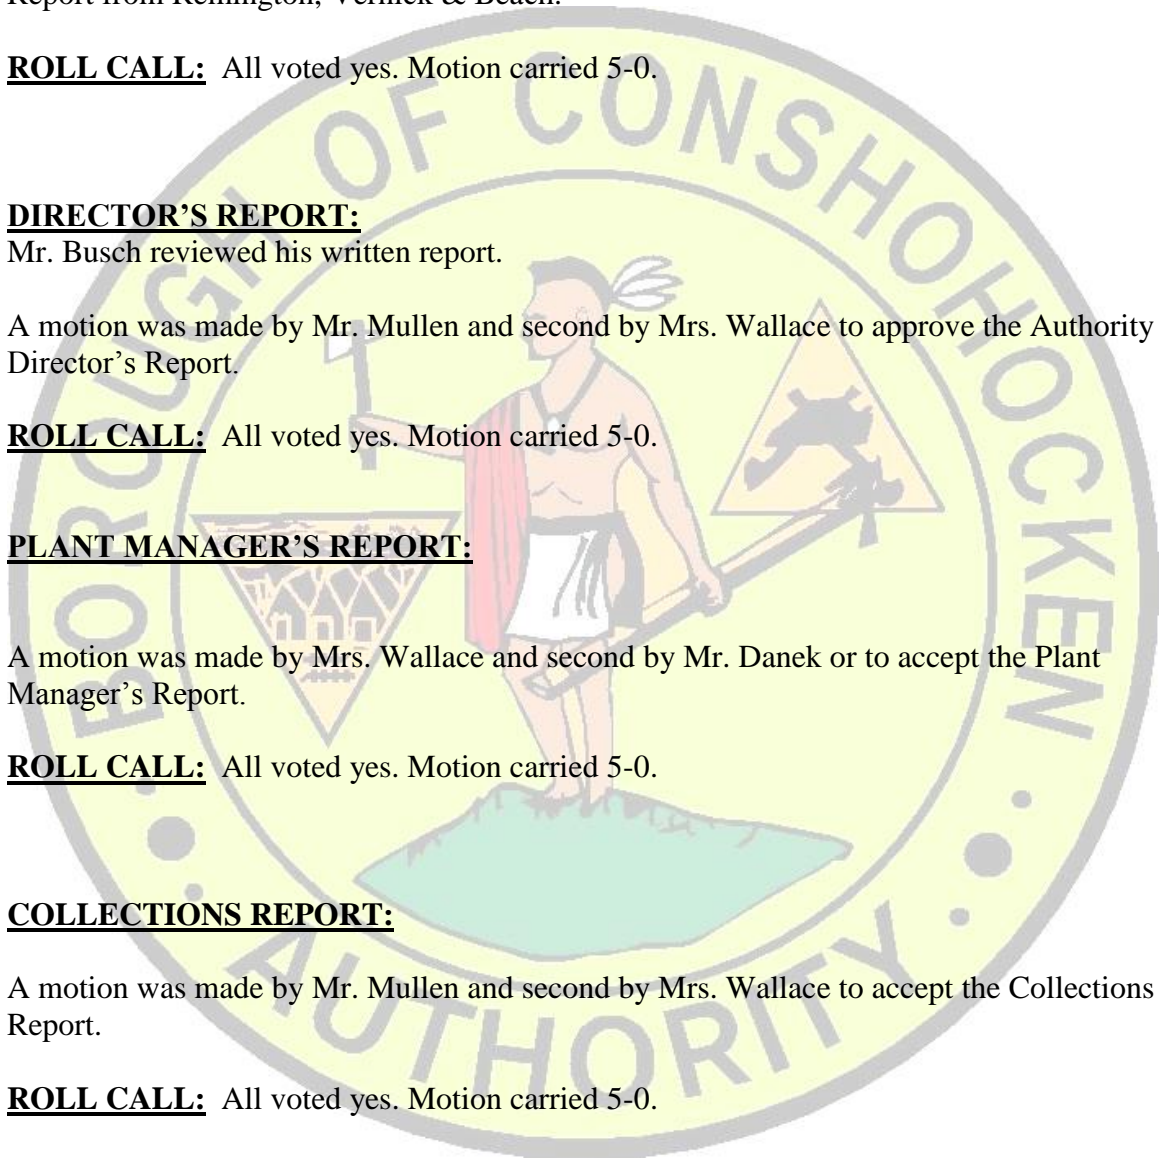 Report from Remington, Vernick & Beach.
ROLL CALL: All voted yes. Motion carried 5-0.
DIRECTOR’S REPORT:
Mr. Busch reviewed his written report.
A motion was made by Mr. Mullen and second by Mrs. Wallace to approve the Authority
Director’s Report.
ROLL CALL: All voted yes. Motion carried 5-0.
PLANT MANAGER’S REPORT:
A motion was made by Mrs. Wallace and second by Mr. Danek or to accept the Plant
Manager’s Report.
ROLL CALL: All voted yes. Motion carried 5-0.
COLLECTIONS REPORT:
A motion was made by Mr. Mullen and second by Mrs. Wallace to accept the Collections
Report.
ROLL CALL: All voted yes. Motion carried 5-0.
BOROUGH OF CONSHOHOCKEN
AUTHORITY